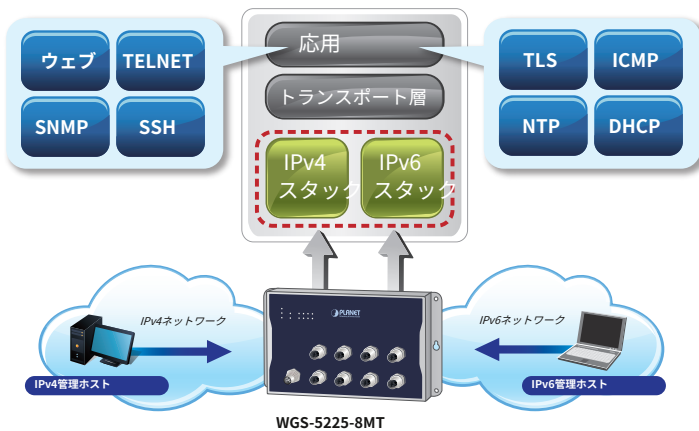 ウェブ
TELNET
SNMP
SSH
応用
トランスポート層
IPv4
スタック
IPv6
スタック
TLS
ICMP
NTP
DHCP
IPv4ネットワーク
IPv4管理ホスト
PLANET
IPv6ネットワーク
IPv6管理ホスト
WGS-5225-8MT